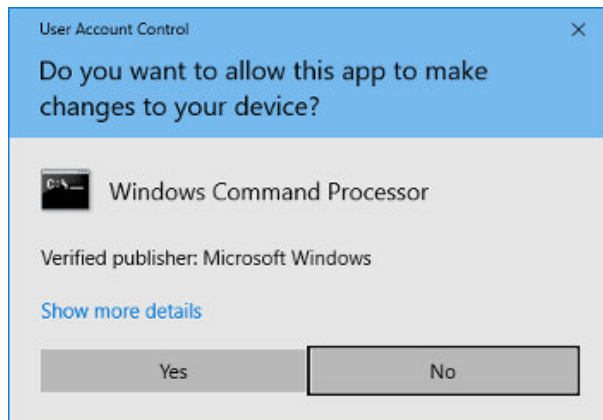 User Account Control
Do you want to allow this app to make
changes to your device?
C:\_
Windows Command Processor
Verified publisher: Microsoft Windows
Show more details
Yes
No